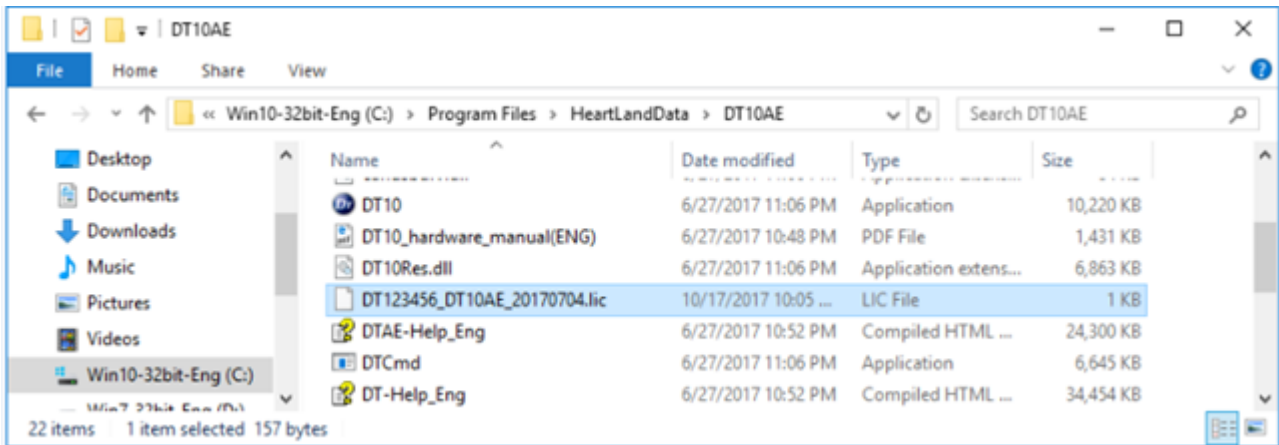 DT10AE
File Home Share View
« Win10-32bit-Eng (C:) › Program Files › HeartLandData › DT10AE Search DT10AE
Desktop
Documents
Downloads
Music
Pictures
Videos
Win10-32bit-Eng (C:)
Win7-32bit-Eng (D:)
Name Date modified Type Size
DT10 6/27/2017 11:06 PM Application 10,220 KB
DT10_hardware_manual(ENG) 6/27/2017 10:48 PM PDF File 1,431 KB
DT10Res.dll 6/27/2017 11:06 PM Application extens... 6,863 KB
DT123456_DT10AE_20170704.lic 10/17/2017 10:05 ... LIC File 1 KB
DTAE-Help_Eng 6/27/2017 10:52 PM Compiled HTML ... 24,300 KB
DTCmd 6/27/2017 11:06 PM Application 6,645 KB
DT-Help_Eng 6/27/2017 10:52 PM Compiled HTML ... 34,454 KB
22 items 1 item selected 157 bytes